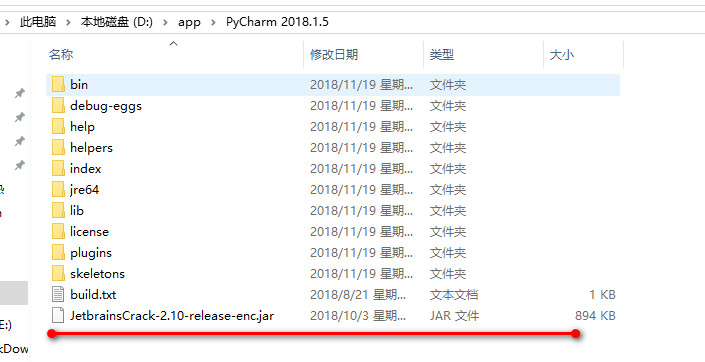 此电脑 › 本地磁盘 (D:) › app › PyCharm 2018.1.5
名称 修改日期 类型 大小
bin 2018/11/19 星期... 文件夹
debug-eggs 2018/11/19 星期... 文件夹
help 2018/11/19 星期... 文件夹
helpers 2018/11/19 星期... 文件夹
index 2018/11/19 星期... 文件夹
jre64 2018/11/19 星期... 文件夹
lib 2018/11/19 星期... 文件夹
license 2018/11/19 星期... 文件夹
plugins 2018/11/19 星期... 文件夹
skeletons 2018/11/19 星期... 文件夹
build.txt 2018/8/21 星期... 文本文档 1 KB
JetbrainsCrack-2.10-release-enc.jar 2018/10/3 星期... JAR 文件 894 KB
E:)
kDow